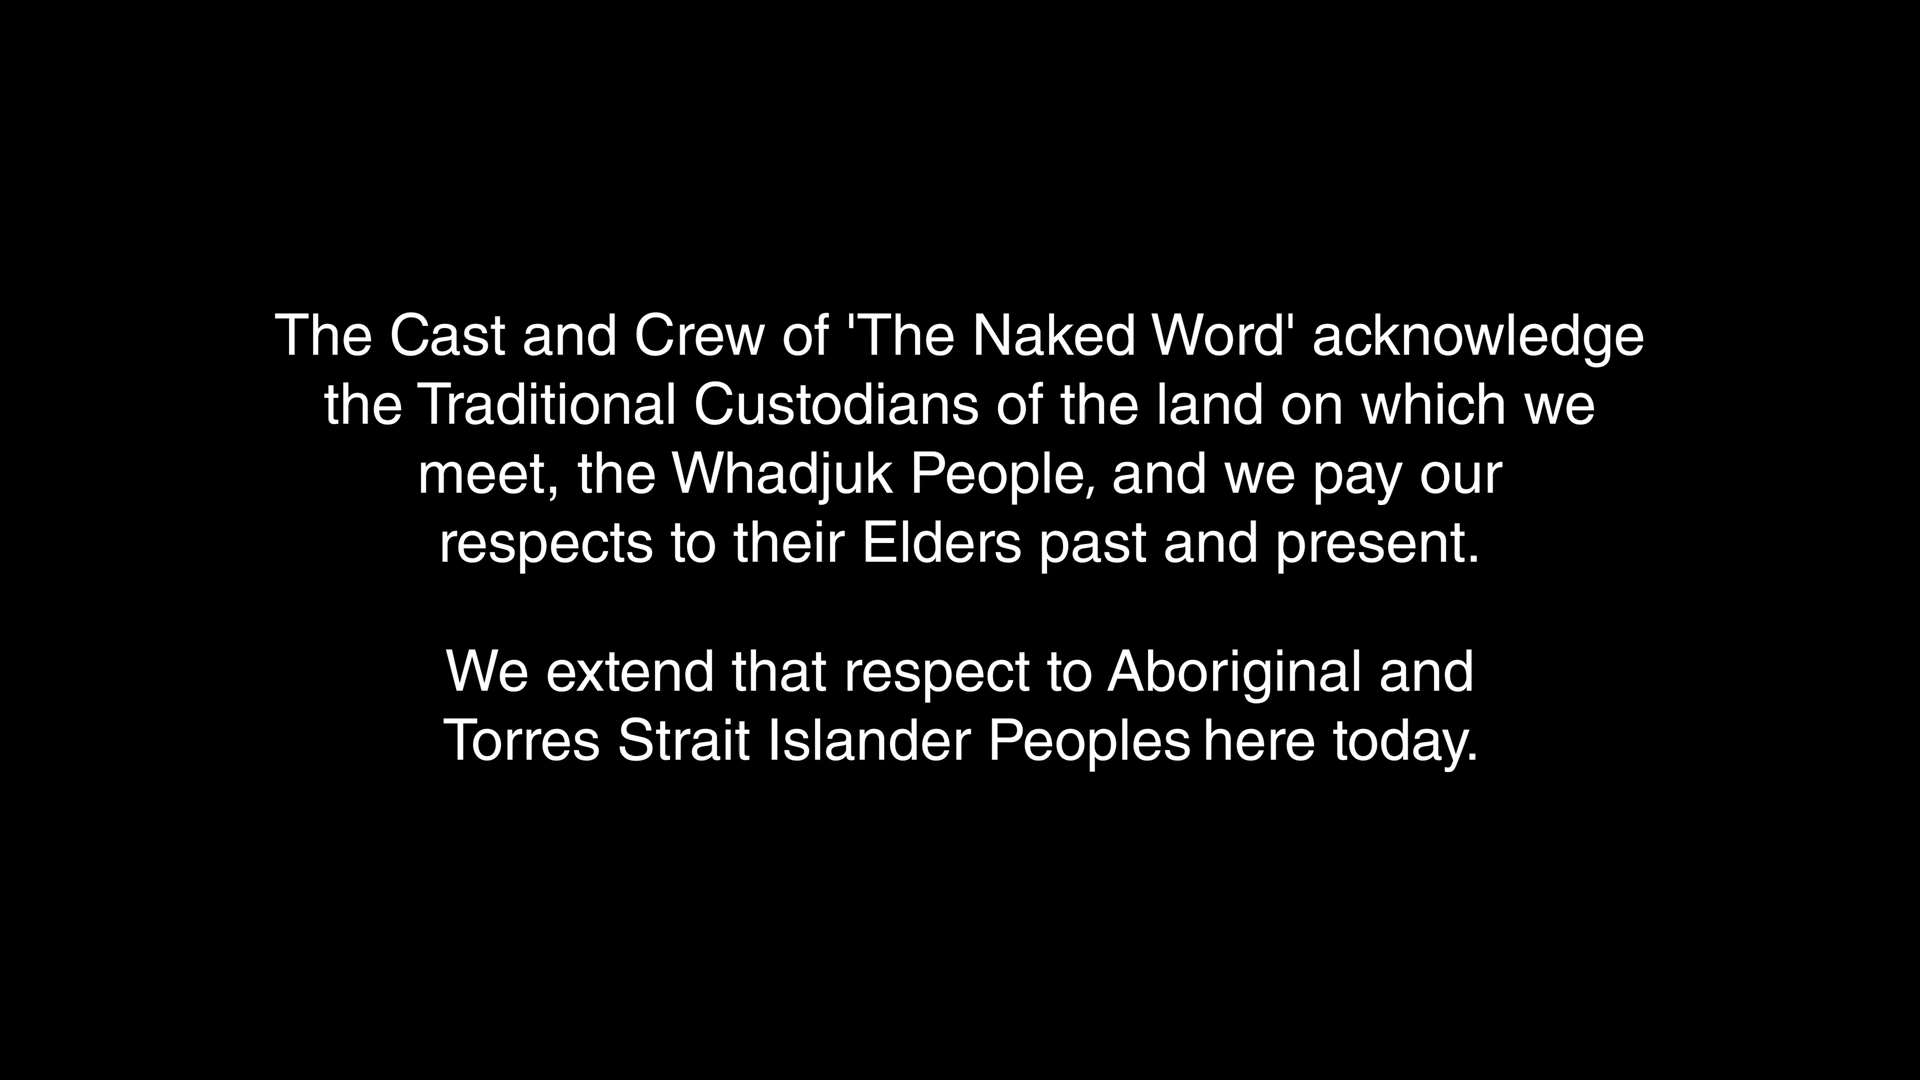 The Cast and Crew of 'The Naked Word' acknowledge
the Traditional Custodians of the land on which we
meet, the Whadjuk People, and we pay our
respects to their Elders past and present.
We extend that respect to Aboriginal and
Torres Strait Islander Peoples here today.